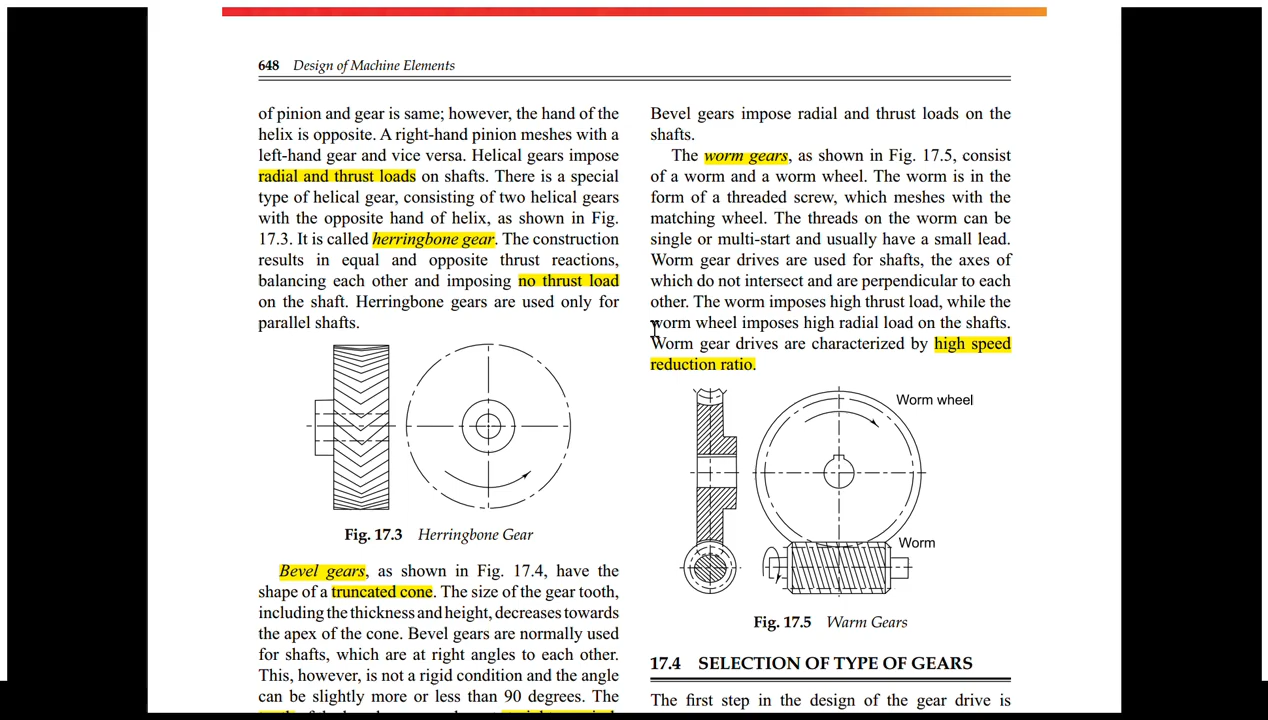 648 Design of Machine Elements
of pinion and gear is same; however, the hand of the
helix is opposite. A right-hand pinion meshes with a
left-hand gear and vice versa. Helical gears impose
radial and thrust loads on shafts. There is a special
type of helical gear, consisting of two helical gears
with the opposite hand of helix, as shown in Fig.
17.3. It is called herringbone gear. The construction
results in equal and opposite thrust reactions,
balancing each other and imposing no thrust load
on the shaft. Herringbone gears are used only for
parallel shafts.
Fig. 17.3 Herringbone Gear
Bevel gears, as shown in Fig. 17.4, have the
shape of a truncated cone. The size of the gear tooth,
including the thickness and height, decreases towards
the apex of the cone. Bevel gears are normally used
for shafts, which are at right angles to each other.
This, however, is not a rigid condition and the angle
can be slightly more or less than 90 degrees. The
Bevel gears impose radial and thrust loads on the
shafts.
The worm gears, as shown in Fig. 17.5, consist
of a worm and a worm wheel. The worm is in the
form of a threaded screw, which meshes with the
matching wheel. The threads on the worm can be
single or multi-start and usually have a small lead.
Worm gear drives are used for shafts, the axes of
which do not intersect and are perpendicular to each
other. The worm imposes high thrust load, while the
worm wheel imposes high radial load on the shafts.
Worm gear drives are characterized by high speed
reduction ratio.
Worm wheel
Worm
Fig. 17.5 Warm Gears
17.4 SELECTION OF TYPE OF GEARS
The first step in the design of the gear drive is